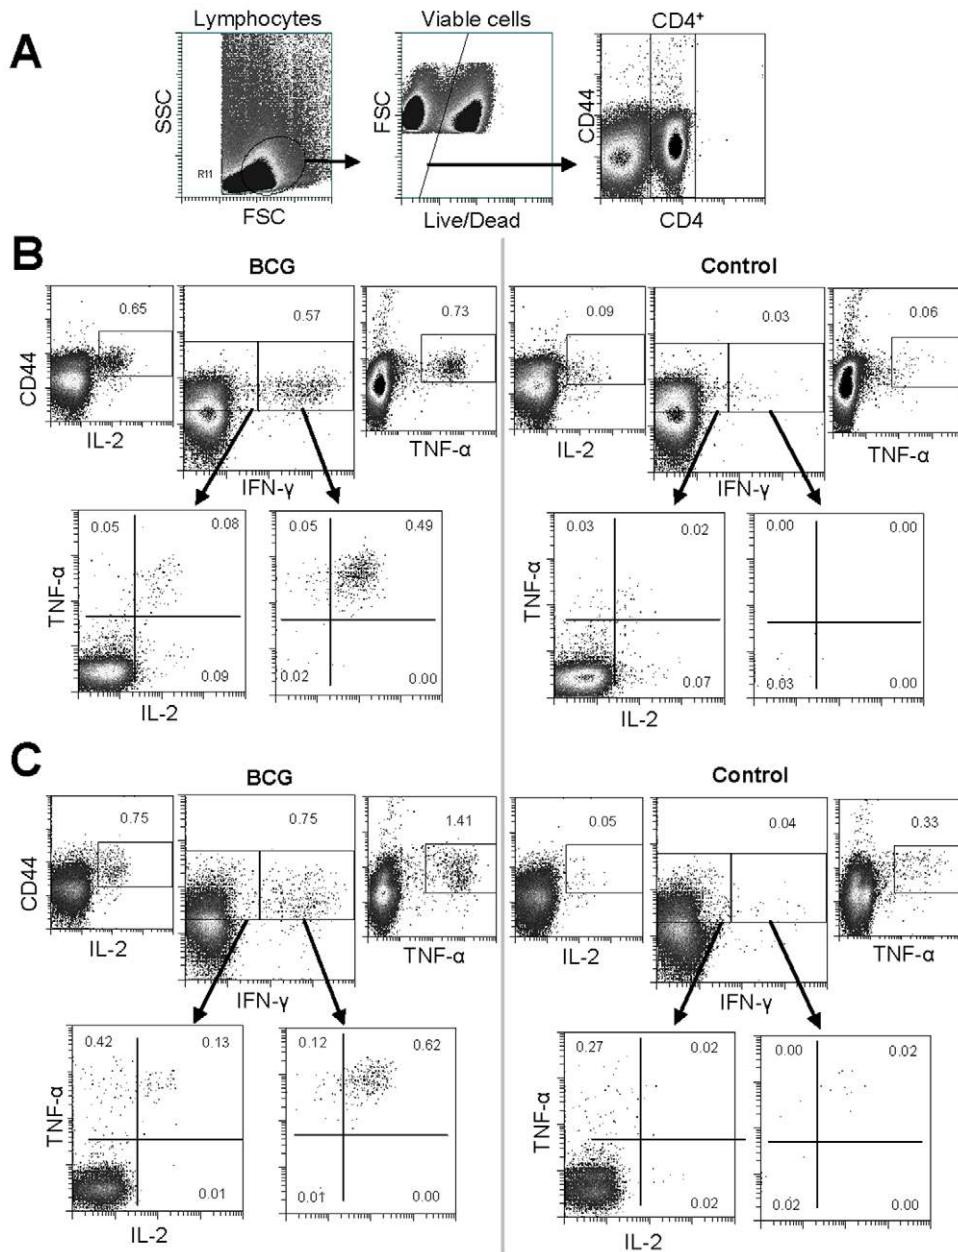 A
Lymphocytes
Viable cells
CD4⁺
SSC
R11
FSC
FSC
Live/Dead
CD44
CD4
B
BCG
Control
CD44
0.65
IL-2
0.57
IFN-γ
0.73
TNF-α
0.09
IL-2
0.03
IFN-γ
0.06
TNF-α
TNF-α
0.05
0.08
0.09
IL-2
0.05
0.49
0.02
0.00
TNF-α
0.03
0.02
0.07
IL-2
0.00
0.00
0.03
0.00
C
BCG
Control
CD44
0.75
IL-2
0.75
IFN-γ
1.41
TNF-α
0.05
IL-2
0.04
IFN-γ
0.33
TNF-α
TNF-α
0.42
0.13
0.01
IL-2
0.12
0.62
0.01
0.00
TNF-α
0.27
0.02
0.02
IL-2
0.00
0.02
0.02
0.00